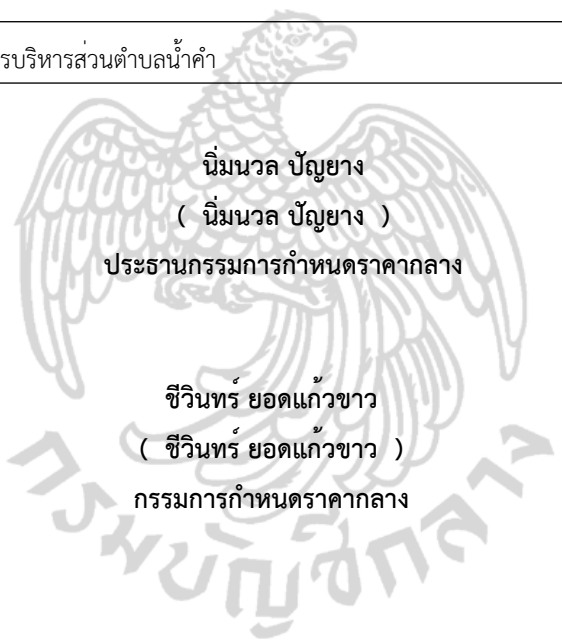 รบริหารส่วนตำบลน้ำคำ
นิ่มนวล ปัญยาง
( นิ่มนวล ปัญยาง )
ประธานกรรมการกำหนดราคากลาง
ชีวินทร์ ยอดแก้วขาว
( ชีวินทร์ ยอดแก้วขาว )
กรรมการกำหนดราคากลาง
กรมบัญชีกลาง